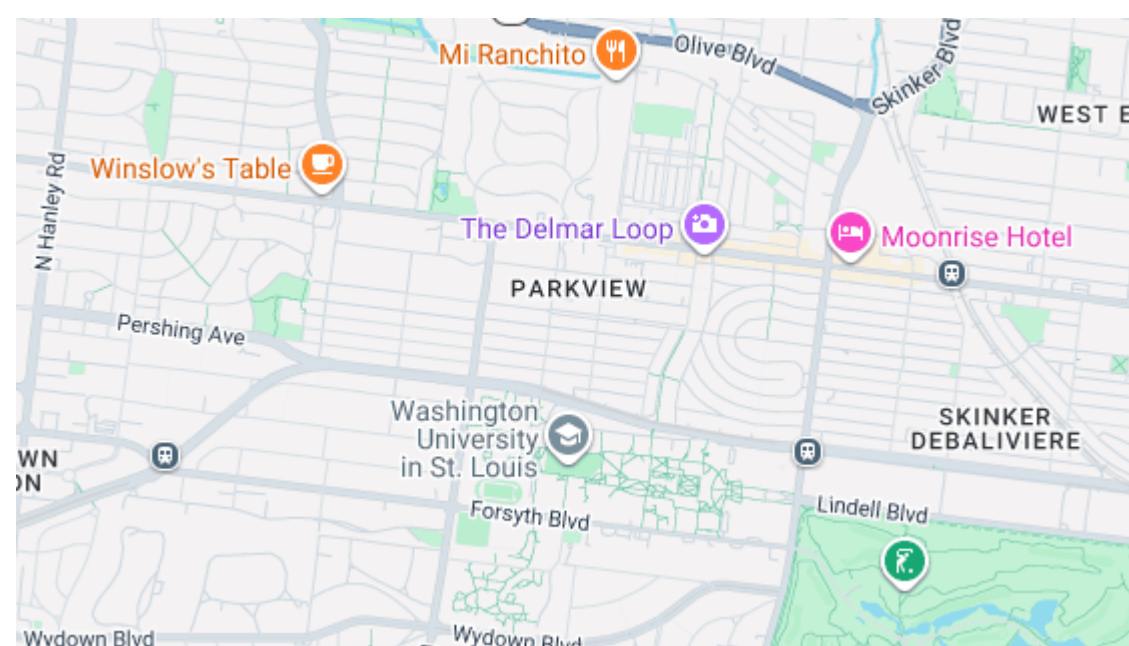 Mi Ranchito
Olive Blvd
Skinker Blvd
WEST E
Winslow's Table
N Hanley Rd
The Delmar Loop
Moonrise Hotel
PARKVIEW
Pershing Ave
Washington
University
in St. Louis
SKINKER
DEBALIVIERE
WN
ON
Lindell Blvd
Forsyth Blvd
Wydown Blvd
Wydown Blvd